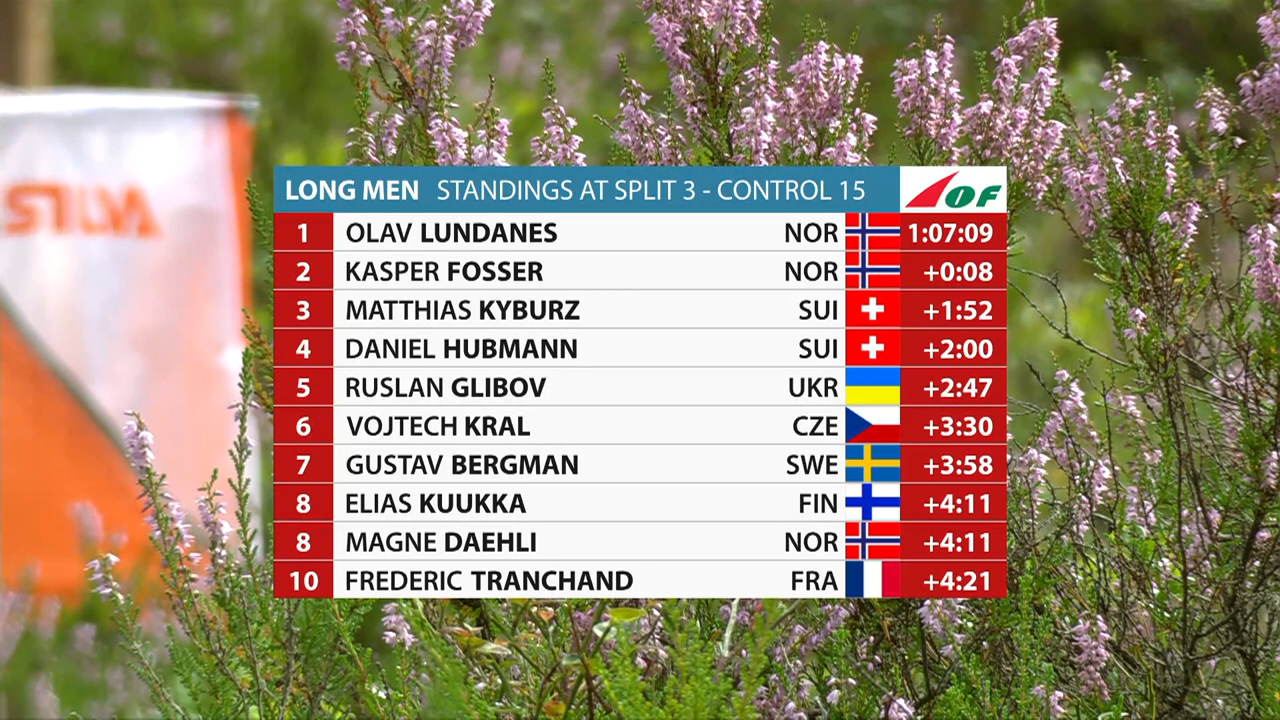 LONG MEN STANDINGS AT SPLIT 3 - CONTROL 15 IOF
1 OLAV LUNDANES NOR 1:07:09
2 KASPER FOSSER NOR +0:08
3 MATTHIAS KYBURZ SUI +1:52
4 DANIEL HUBMANN SUI +2:00
5 RUSLAN GLIBOV UKR +2:47
6 VOJTECH KRAL CZE +3:30
7 GUSTAV BERGMAN SWE +3:58
8 ELIAS KUUKKA FIN +4:11
8 MAGNE DAEHLI NOR +4:11
10 FREDERIC TRANCHAND FRA +4:21